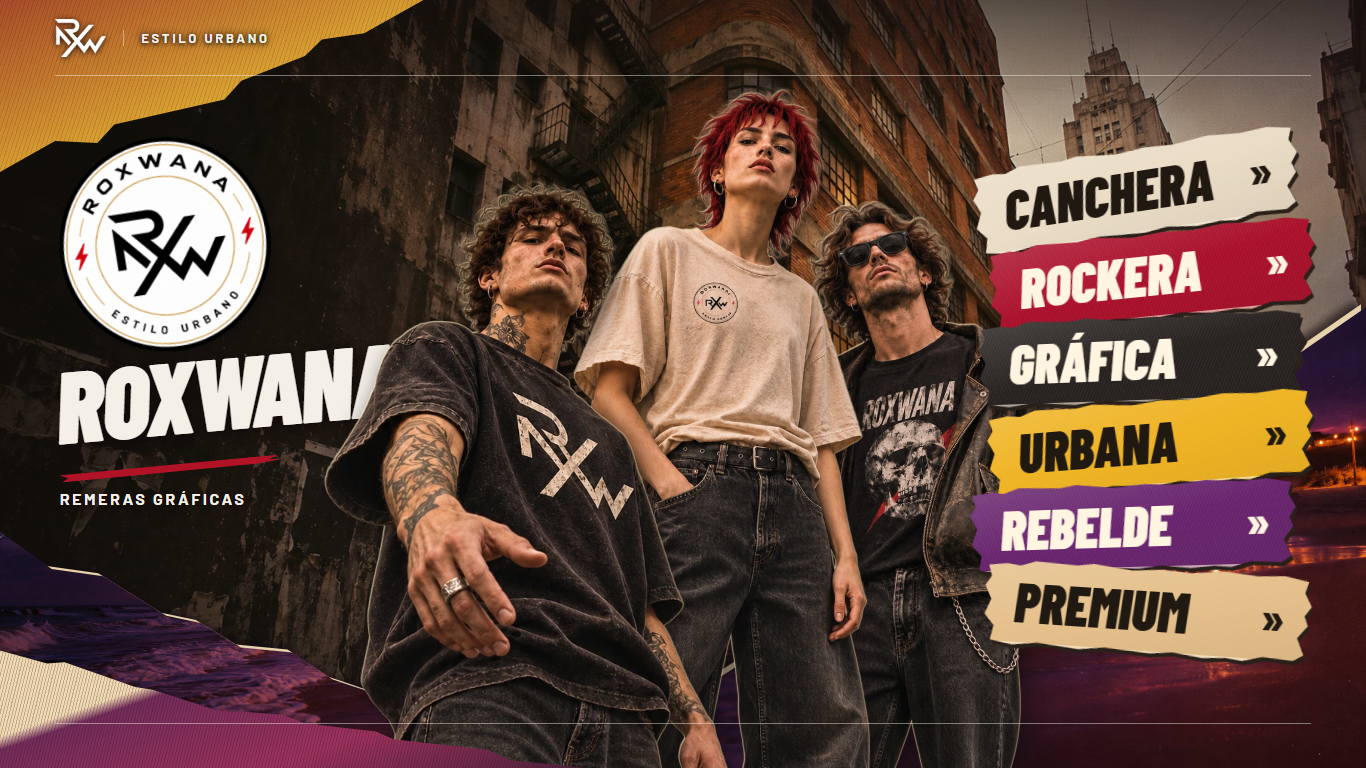 RXW
ESTILO URBANO
ROXWANA
RXW
ESTILO URBANO
ROXWANA
REMERAS GRÁFICAS
RXW
ROXWANA
RXW
ROXWANA
CANCHERA »
ROCKERA »
GRÁFICA »
URBANA »
REBELDE »
PREMIUM »